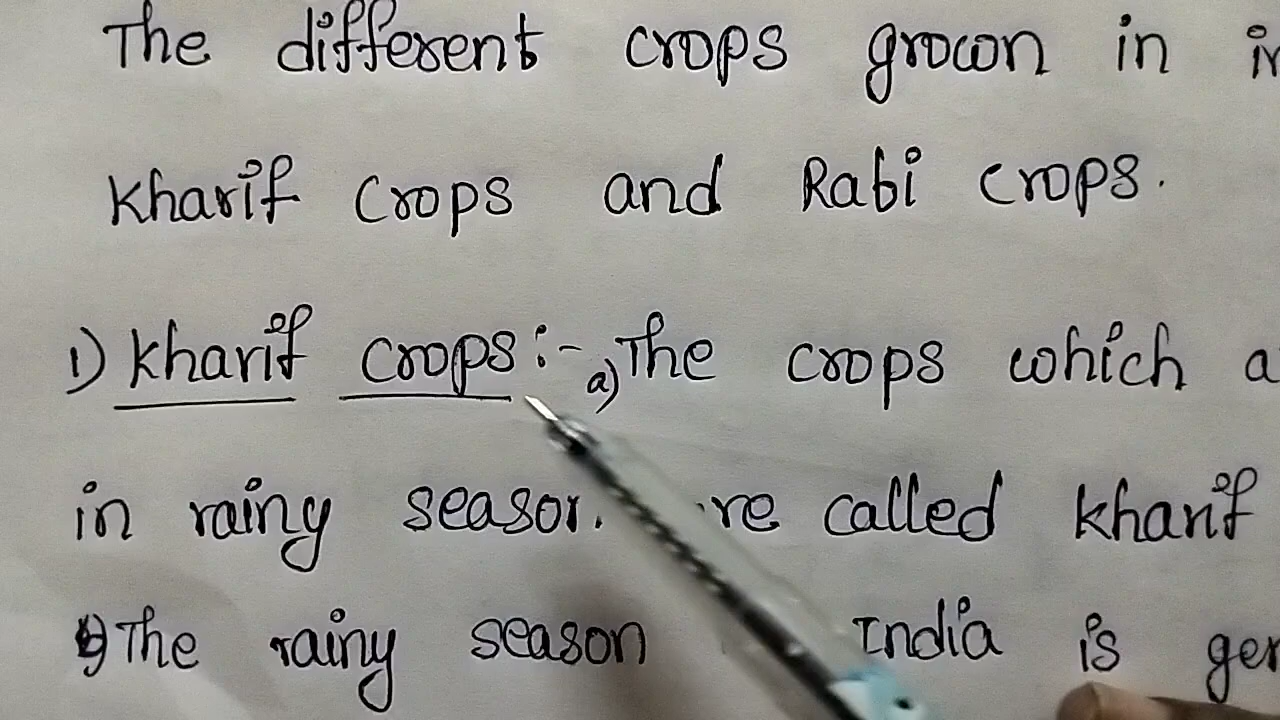 The different crops grown in
Kharif crops and Rabi crops.
1) Kharif crops :- a) The crops which
in rainy season called kharif
The rainy season India is